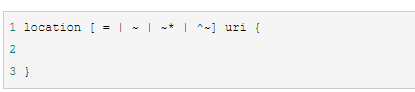 1 location [ = | ~ | ~* | ^~] uri {
2
3 }